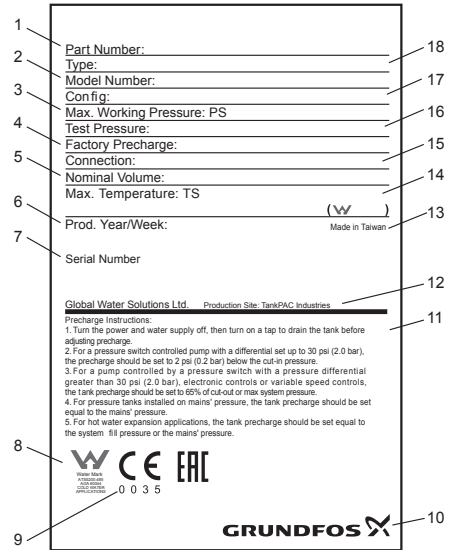 1
Part Number:
18
Type:
2
Model Number:
17
Config:
3
Max. Working Pressure: PS
16
Test Pressure:
4
Factory Precharge:
15
Connection:
5
Nominal Volume:
14
Max. Temperature: TS
( W )
6
Prod. Year/Week:
Made in Taiwan
13
7
Serial Number
12
Global Water Solutions Ltd. Production Site: TankPAC Industries
11
Precharge Instructions:
1. Turn the power and water supply off, then turn on a tap to drain the tank before
adjusting precharge.
2. For a pressure switch controlled pump with a differential set up to 30 psi (2.0 bar),
the precharge should be set to 2 psi (0.2 bar) below the cut-in pressure.
3. For a pump controlled by a pressure switch with a pressure differential
greater than 30 psi (2.0 bar), electronic controls or variable speed controls,
the tank precharge should be set to 65% of cut-out or max system pressure.
4. For pressure tanks installed on mains' pressure, the tank precharge should be set
equal to the mains' pressure.
5. For hot water expansion applications, the tank precharge should be set equal to
the system fill pressure or the mains' pressure.
8
W CE EAC
Water Mark
COLD WATER
APPLICATIONS
0035
9
GRUNDFOS
10